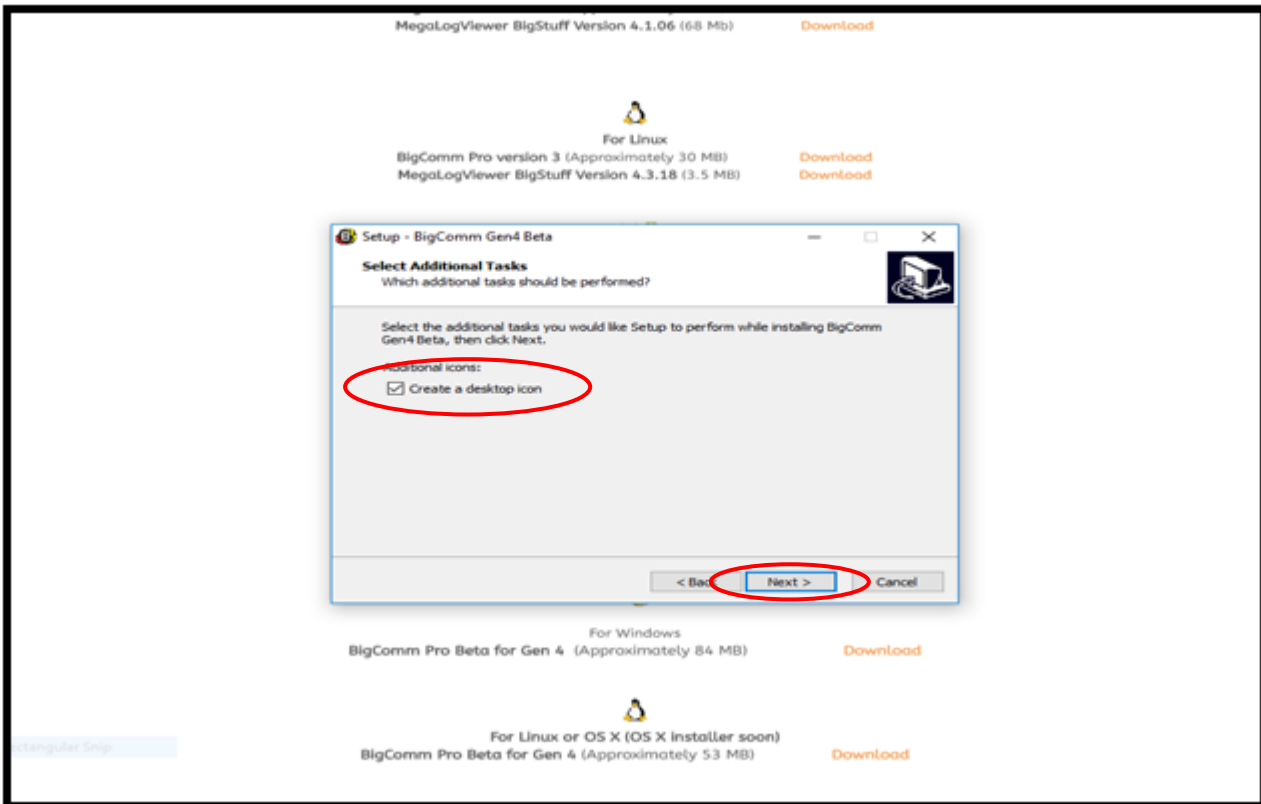 MegaLogViewer BigStuff Version 4.1.06 (68 Mb) Download
For Linux
BigComm Pro version 3 (Approximately 30 MB) Download
MegaLogViewer BigStuff Version 4.3.18 (3.5 MB) Download
Setup - BigComm Gen4 Beta
Select Additional Tasks
Which additional tasks should be performed?
Select the additional tasks you would like Setup to perform while installing BigComm
Gen4 Beta, then click Next.
Additional icons:
Create a desktop icon
< Back Next > Cancel
For Windows
BigComm Pro Beta for Gen 4 (Approximately 84 MB) Download
For Linux or OS X (OS X Installer soon)
ectangular Snip
BigComm Pro Beta for Gen 4 (Approximately 53 MB) Download